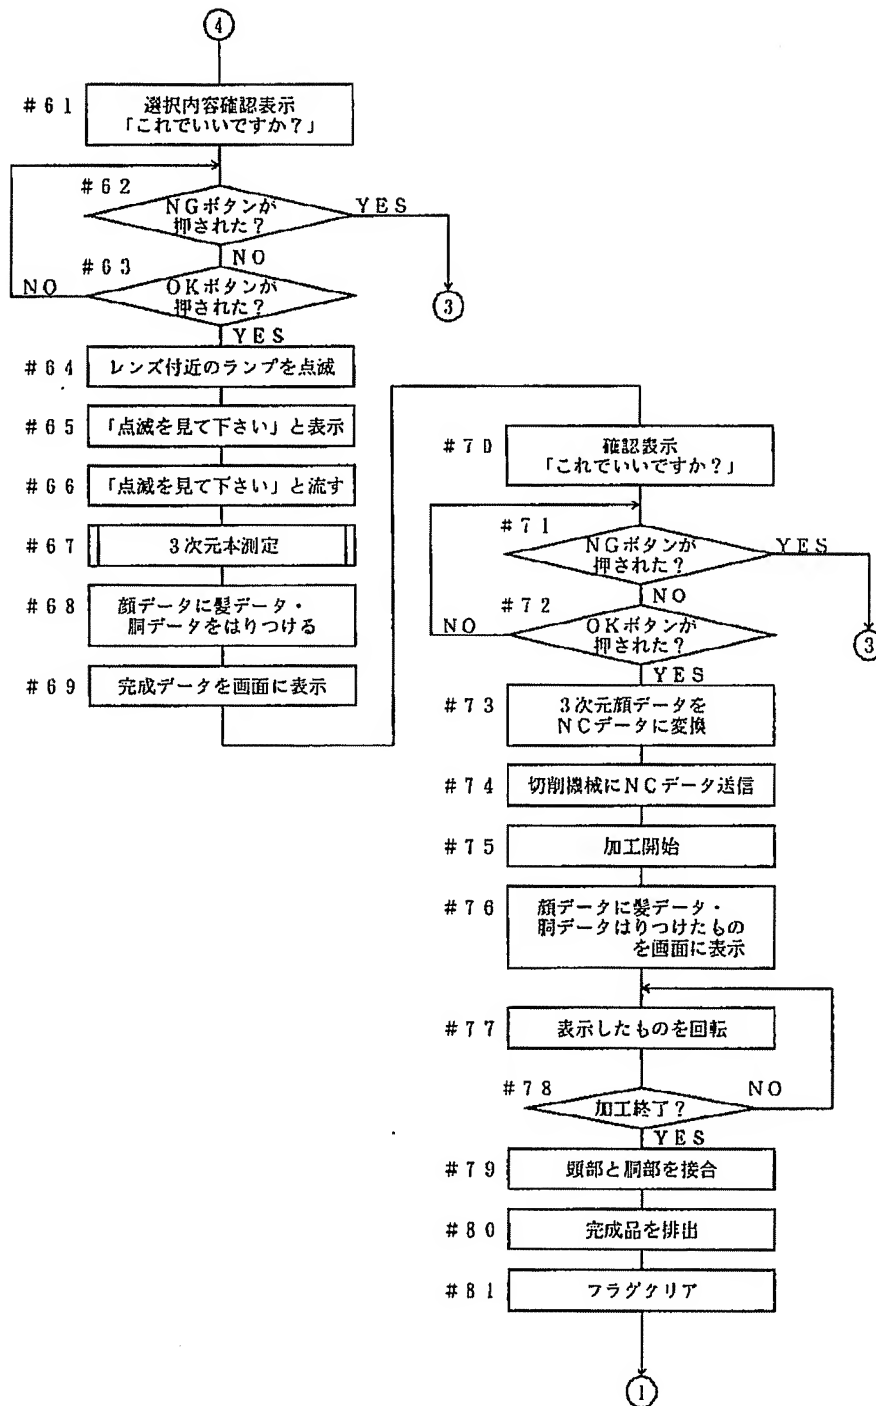 ④
#61
選択内容確認表示
「これでいいですか?」
#62
NGボタンが
押された?
YES
③
NO
#63
OKボタンが
押された?
NO
YES
#64
レンズ付近のランプを点滅
#65
「点滅を見て下さい」と表示
#66
「点滅を見て下さい」と流す
#67
3次元本測定
#68
顔データに髪データ・
胴データをはりつける
#69
完成データを画面に表示
#70
確認表示
「これでいいですか?」
#71
NGボタンが
押された?
YES
③
NO
#72
OKボタンが
押された?
NO
YES
#73
3次元顔データを
NCデータに変換
#74
切削機械にNCデータ送信
#75
加工開始
#76
顔データに髪データ・
胴データはりつけたもの
を画面に表示
#77
表示したものを回転
#78
加工終了?
NO
YES
#79
頭部と胴部を接合
#80
完成品を排出
#81
フラグクリア
①